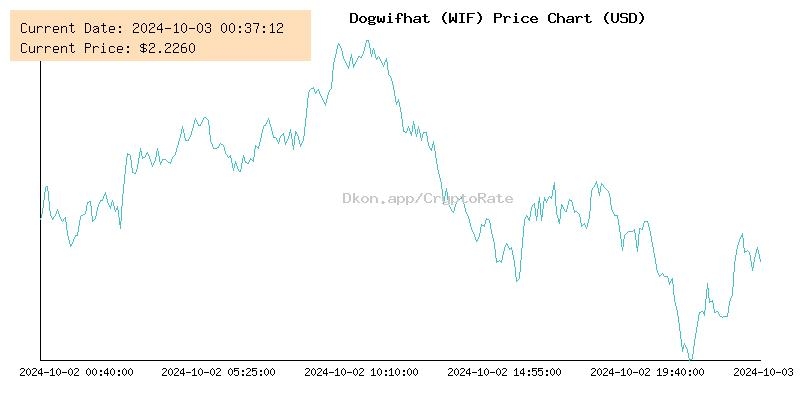 Dogwifhat (WIF) Price Chart (USD)
Current Date: 2024-10-03 00:37:12
Current Price: $2.2260
Dkon.app/CryptoRate
2024-10-02 00:40:00 2024-10-02 05:25:00 2024-10-02 10:10:00 2024-10-02 14:55:00 2024-10-02 19:40:00 2024-10-03